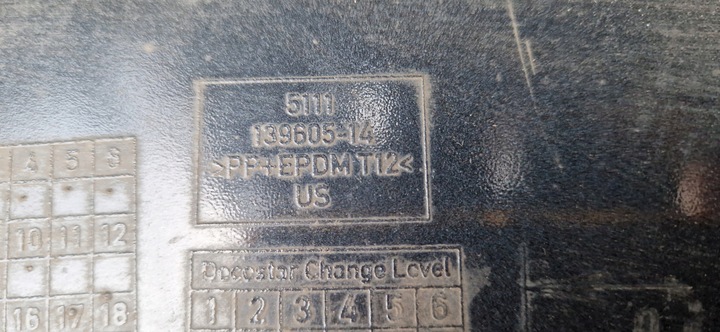 5111
139605-14
>PP+EPDM T12<
US
4 5 6
10 11 12
16 17 18
Decostar Change Level
1 2 3 4 5 6